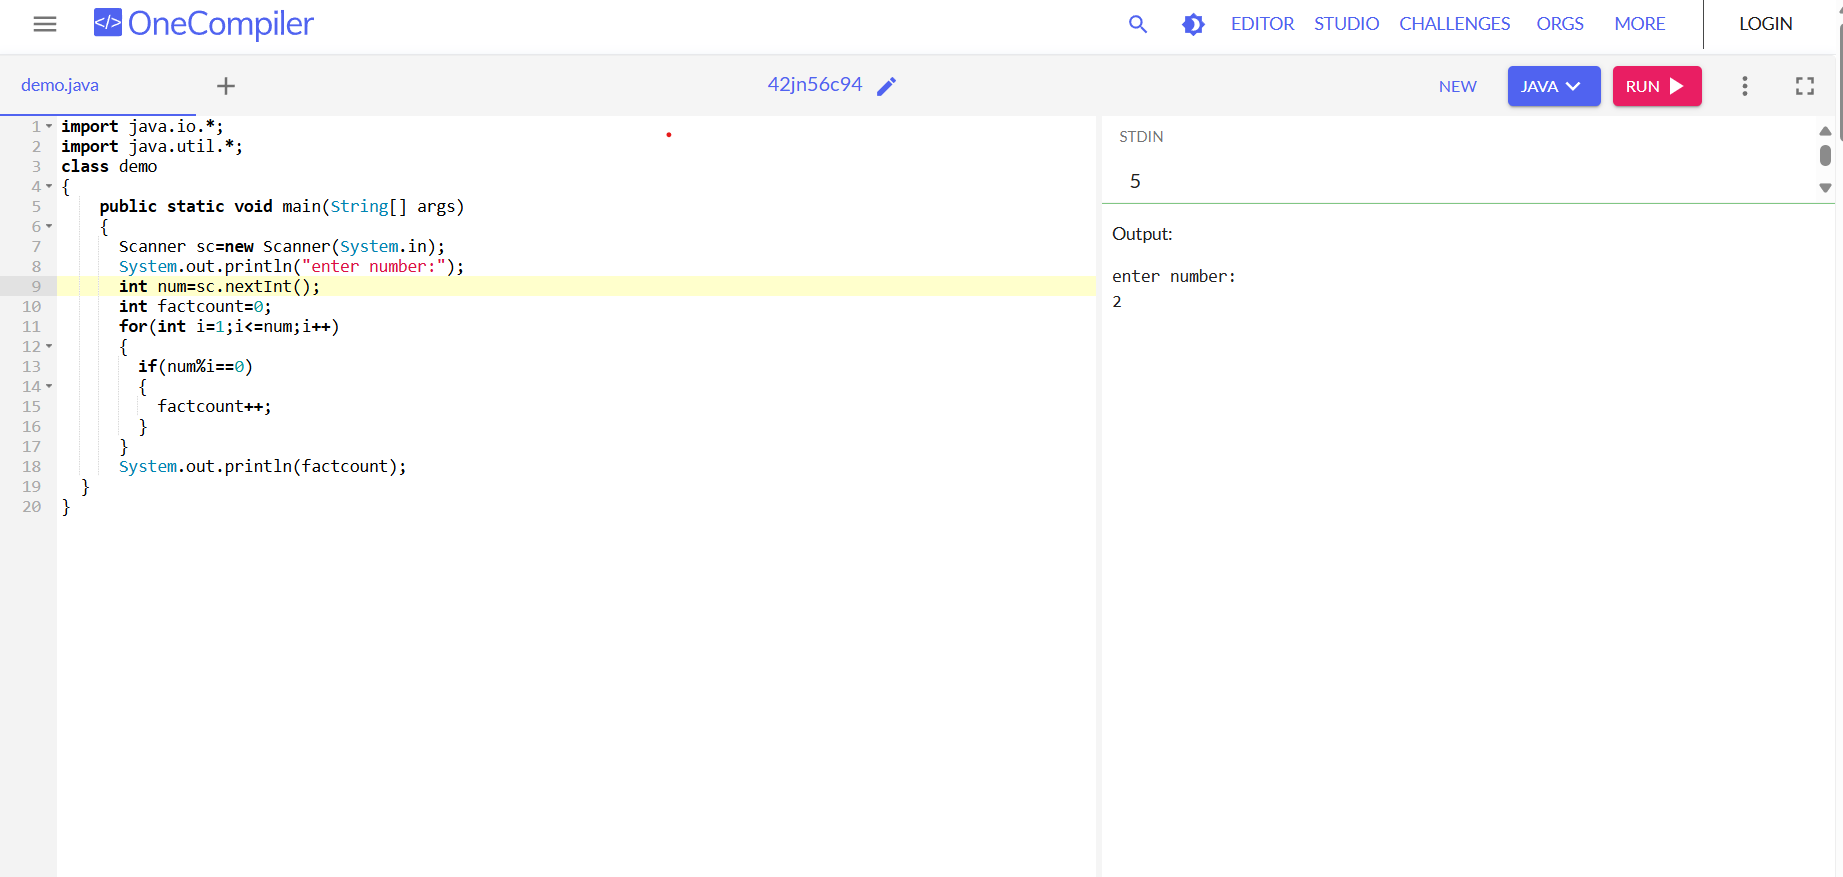 </> OneCompiler EDITOR STUDIO CHALLENGES ORGS MORE LOGIN
demo.java + 42jn56c94 NEW JAVA RUN
1 import java.io.*;
2 import java.util.*;
3 class demo
4 {
5     public static void main(String[] args)
6     {
7       Scanner sc=new Scanner(System.in);
8       System.out.println("enter number:");
9       int num=sc.nextInt();
10       int factcount=0;
11       for(int i=1;i<=num;i++)
12       {
13         if(num%i==0)
14         {
15           factcount++;
16         }
17       }
18       System.out.println(factcount);
19   }
20 }
STDIN
5
Output:
enter number:
2